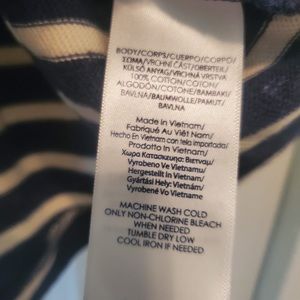 BODY/CORPS/CUERPO/CORPO/
ΣΩΜΑ/VRCHNÍ ČÁST/OBERTEIL/
KÜLSŐ ANYAG/VRCHNÁ VRSTVA
100% COTTON/COTON/
ALGODÓN/COTONE/BAMBAKI/
BAVLNA/BAUMWOLLE/PAMUT/
BAVLNA
Made in Vietnam/
Fabriqué Au Viêt Nam/
Hecho En Vietnam con tela importada/
Prodotto In Vietnam/
Χώρα Κατασκευης: Βιετναμ/
Vyrobeno Ve Vietnamu/
Hergestellt in Vietnam/
Gyártási Hely: Vietnám/
Vyrobené Vo Vietname
MACHINE WASH COLD
ONLY NON-CHLORINE BLEACH
WHEN NEEDED
TUMBLE DRY LOW
COOL IRON IF NEEDED